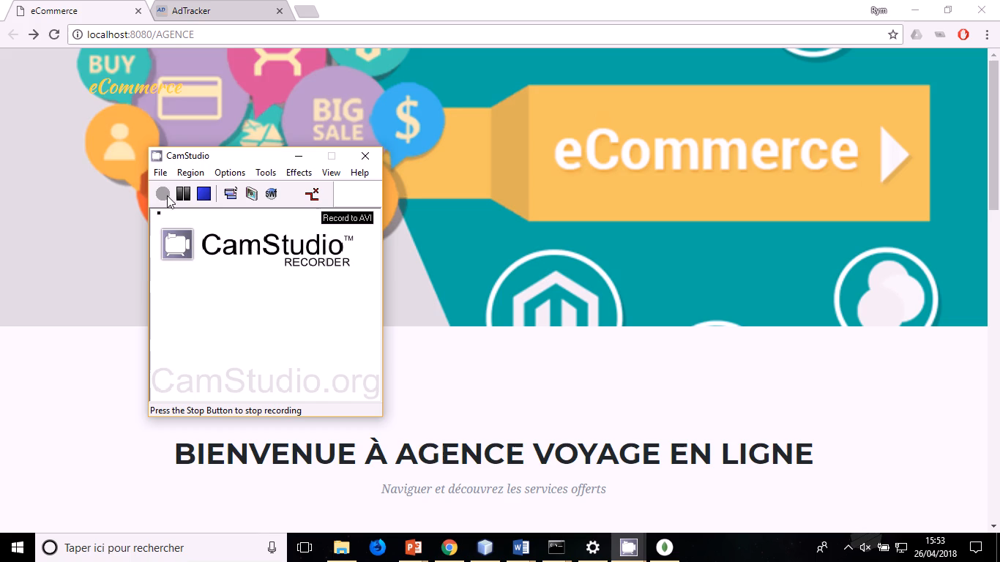 eCommerce
AdTracker
Rym
localhost:8080/AGENCE
BUY
eCommerce
BIG
SALE
$
eCommerce
CamStudio
File Region Options Tools Effects View Help
SWf
Record to AVI
CamStudio™
RECORDER
CamStudio.org
Press the Stop Button to stop recording
BIENVENUE À AGENCE VOYAGE EN LIGNE
Naviguer et découvrez les services offerts
Taper ici pour rechercher
15:53
26/04/2018